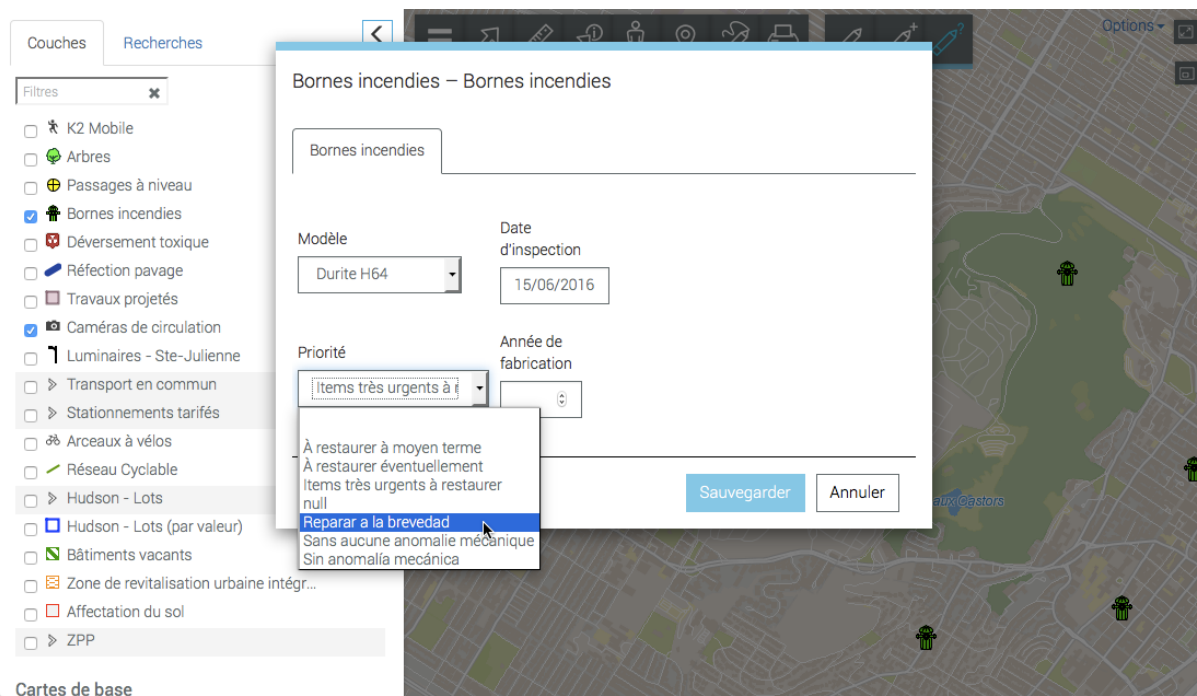 Couches
Recherches
Options
Filtres
K2 Mobile
Arbres
Passages à niveau
Bornes incendies
Déversement toxique
Réfection pavage
Travaux projetés
Caméras de circulation
Luminaires - Ste-Julienne
Transport en commun
Stationnements tarifés
Arceaux à vélos
Réseau Cyclable
Hudson - Lots
Hudson - Lots (par valeur)
Bâtiments vacants
Zone de revitalisation urbaine intégr...
Affectation du sol
ZPP
Cartes de base
Bornes incendies – Bornes incendies
Bornes incendies
Modèle
Durite H64
Date
d'inspection
15/06/2016
Priorité
Items très urgents à
Année de
fabrication
À restaurer à moyen terme
À restaurer éventuellement
Items très urgents à restaurer
null
Reparar a la brevedad
Sans aucune anomalie mécanique
Sin anomalía mecánica
Sauvegarder
Annuler
aux Castors